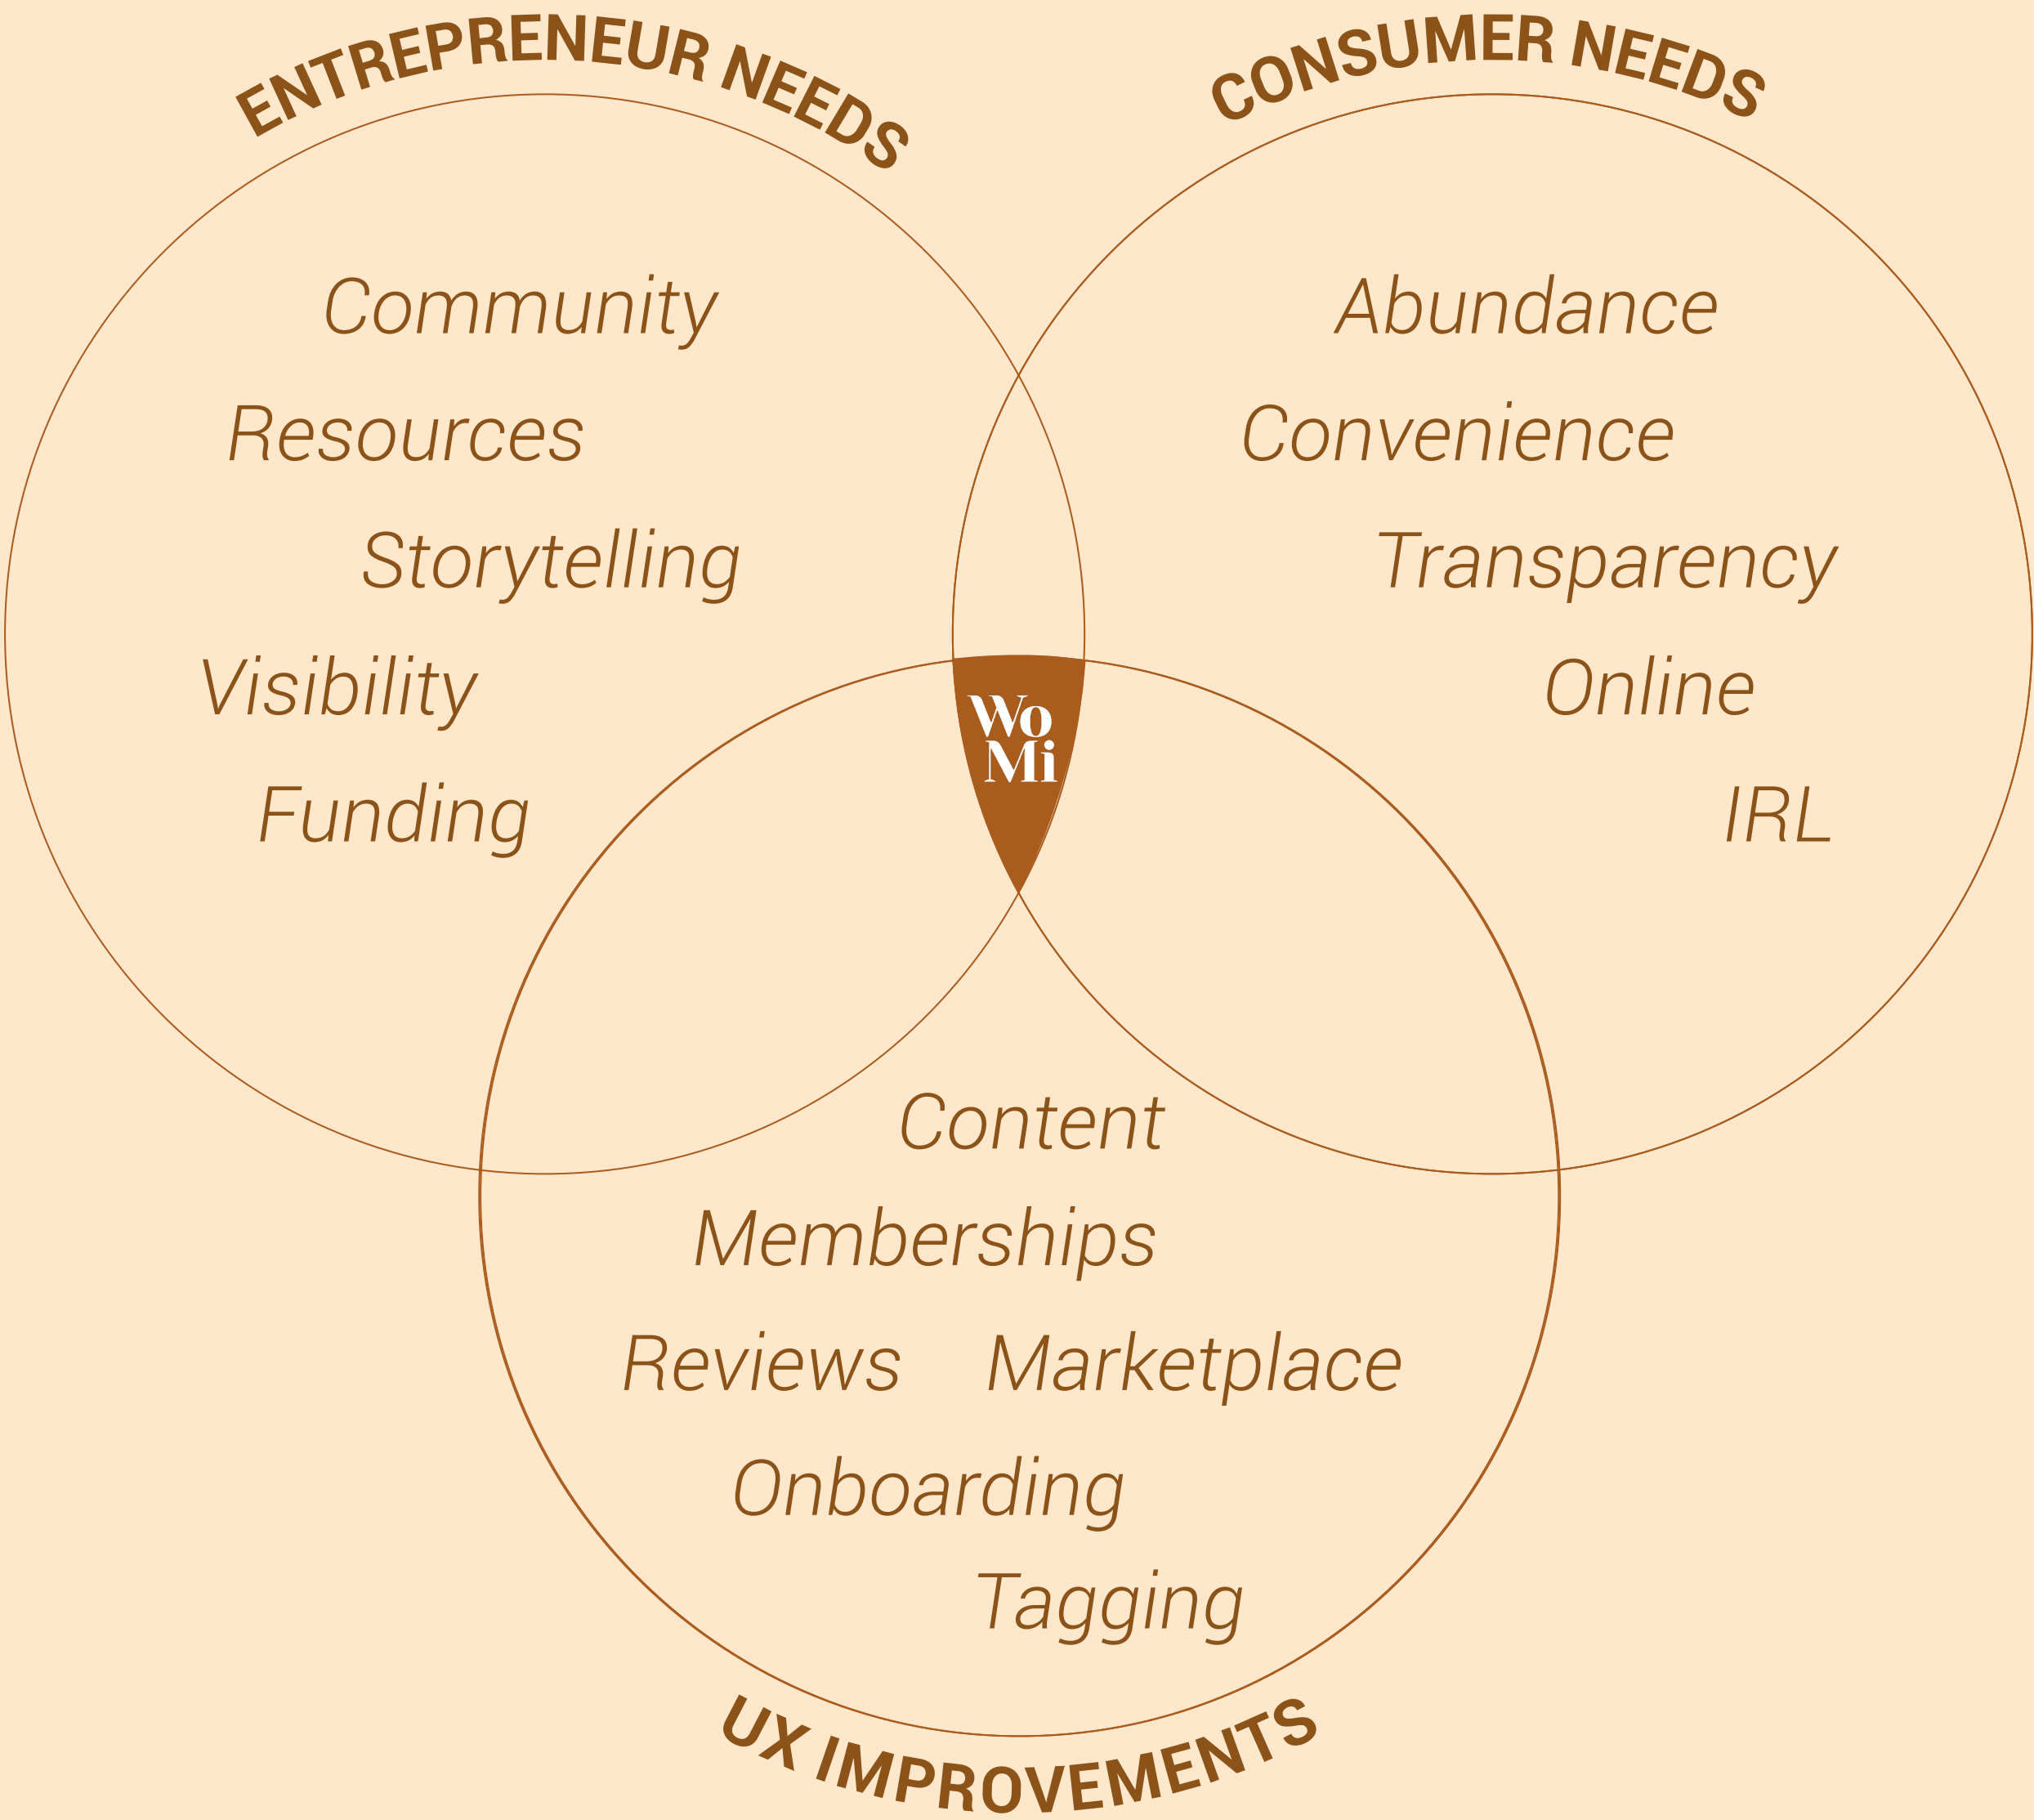 ENTREPRENEUR NEEDS
Community
Resources
Storytelling
Visibility
Funding
CONSUMER NEEDS
Abundance
Convenience
Transparency
Online
IRL
Wo
Mi
Content
Memberships
Reviews Marketplace
Onboarding
Tagging
UX IMPROVEMENTS